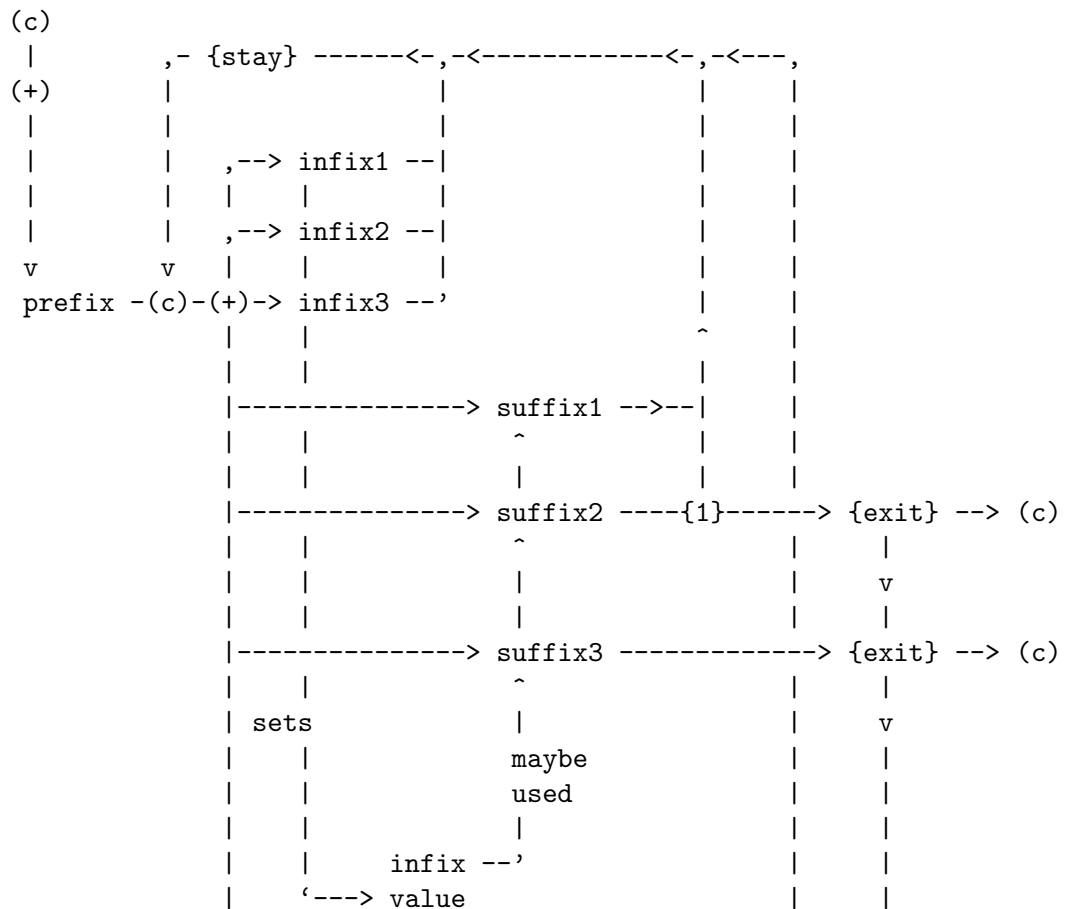 (c)
 |          ,- {stay} ------<-,-<------------<-,-<---,
(+)         |                 |                |     |
 |          |                 |                |     |
 |          |   ,--> infix1 --|                |     |
 |          |   |    |        |                |     |
 |          |   ,--> infix2 --|                |     |
 v          v   |    |        |                |     |
 prefix -(c)-(+)-> infix3 --’                |     |
                |    |                         ^     |
                |    |                         |     |
                |---------------> suffix1 -->--|     |
                |    |              ^          |     |
                |    |              |          |     |
                |---------------> suffix2 ----{1}------> {exit} --> (c)
                |    |              ^                |     |
                |    |              |                |     v
                |    |              |                |     |
                |---------------> suffix3 -------------> {exit} --> (c)
                |    |              ^                |     |
                | sets              |                |     v
                |    |             maybe             |     |
                |    |             used              |     |
                |    |              |                |     |
                |    |     infix --’                 |     |
                |    ‘---> value                     |     |